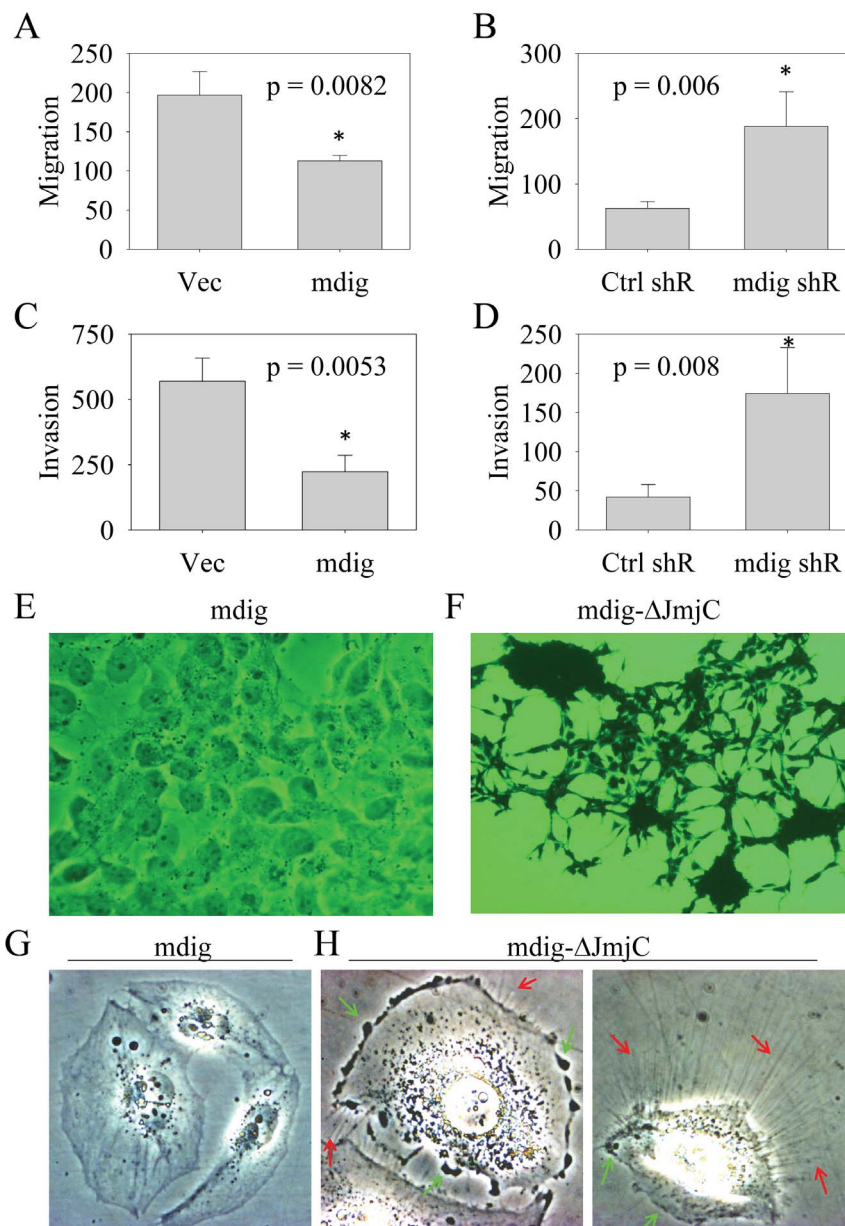 A
Migration
250
200
150
100
50
0
p = 0.0082
*
Vec
mdig
B
Migration
300
200
100
0
p = 0.006
*
Ctrl shR
mdig shR
C
Invasion
750
500
250
0
p = 0.0053
*
Vec
mdig
D
Invasion
250
200
150
100
50
0
p = 0.008
*
Ctrl shR
mdig shR
E
mdig
F
mdig-ΔJmjC
G
mdig
H
mdig-ΔJmjC